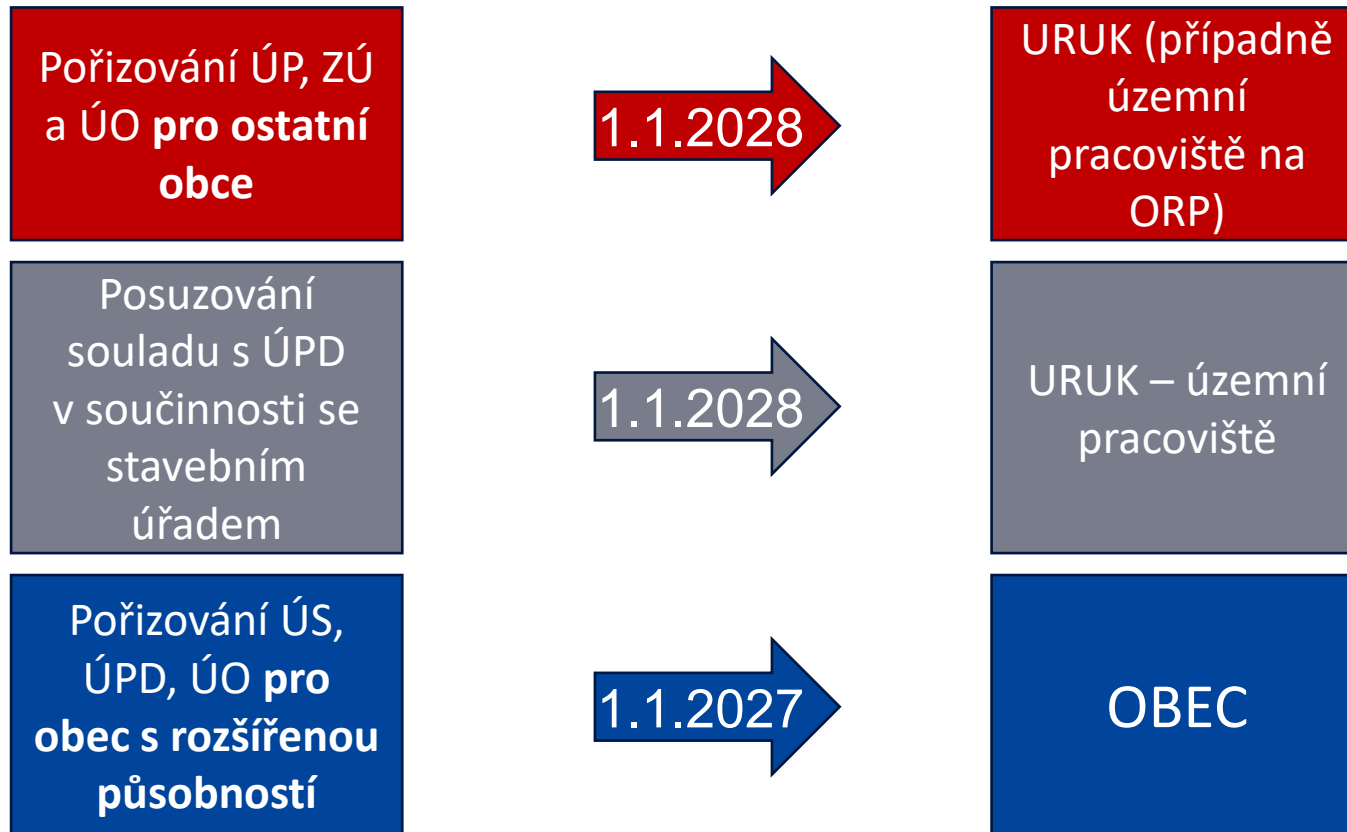 Pořizování ÚP, ZÚ
a ÚO pro ostatní
obce
1.1.2028
URUK (případně
územní
pracoviště na
ORP)
Posuzování
souladu s ÚPD
v součinnosti se
stavebním
úřadem
1.1.2028
URUK – územní
pracoviště
Pořizování ÚS,
ÚPD, ÚO pro
obec s rozšířenou
působností
1.1.2027
OBEC